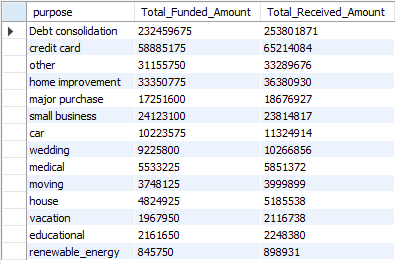 purpose Total_Funded_Amount Total_Received_Amount
Debt consolidation 232459675 253801871
credit card 58885175 65214084
other 31155750 33289676
home improvement 33350775 36380930
major purchase 17251600 18676927
small business 24123100 23814817
car 10223575 11324914
wedding 9225800 10266856
medical 5533225 5851372
moving 3748125 3999899
house 4824925 5185538
vacation 1967950 2116738
educational 2161650 2248380
renewable_energy 845750 898931